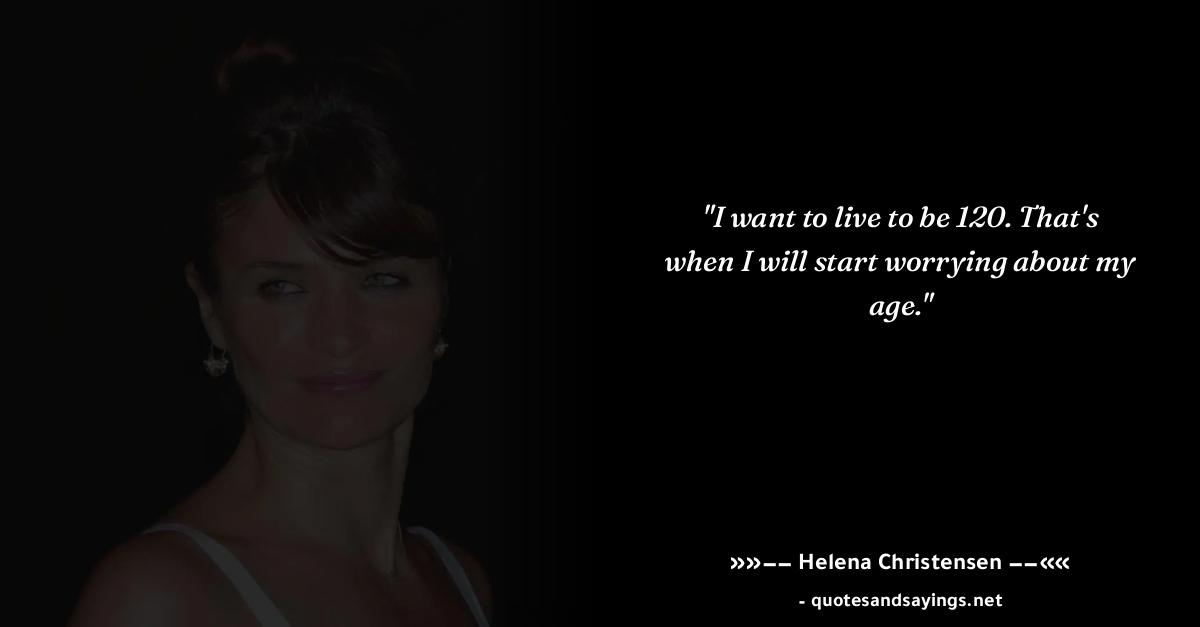 "I want to live to be 120. That's
when I will start worrying about my
age."
»»−− Helena Christensen −−««
- quotesandsayings.net